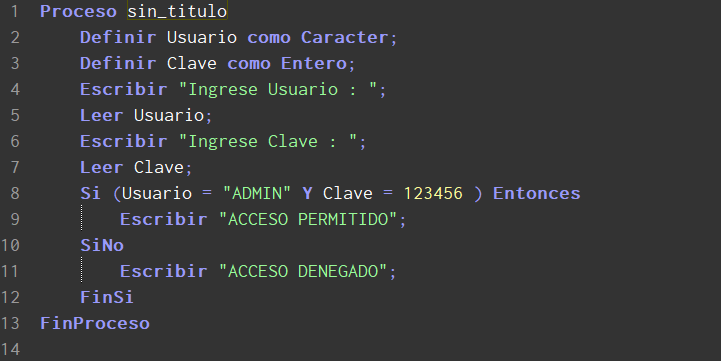 1 Proceso sin_titulo
2 Definir Usuario como Caracter;
3 Definir Clave como Entero;
4 Escribir "Ingrese Usuario : ";
5 Leer Usuario;
6 Escribir "Ingrese Clave : ";
7 Leer Clave;
8 Si (Usuario = "ADMIN" Y Clave = 123456 ) Entonces
9 Escribir "ACCESO PERMITIDO";
10 SiNo
11 Escribir "ACCESO DENEGADO";
12 FinSi
13 FinProceso
14